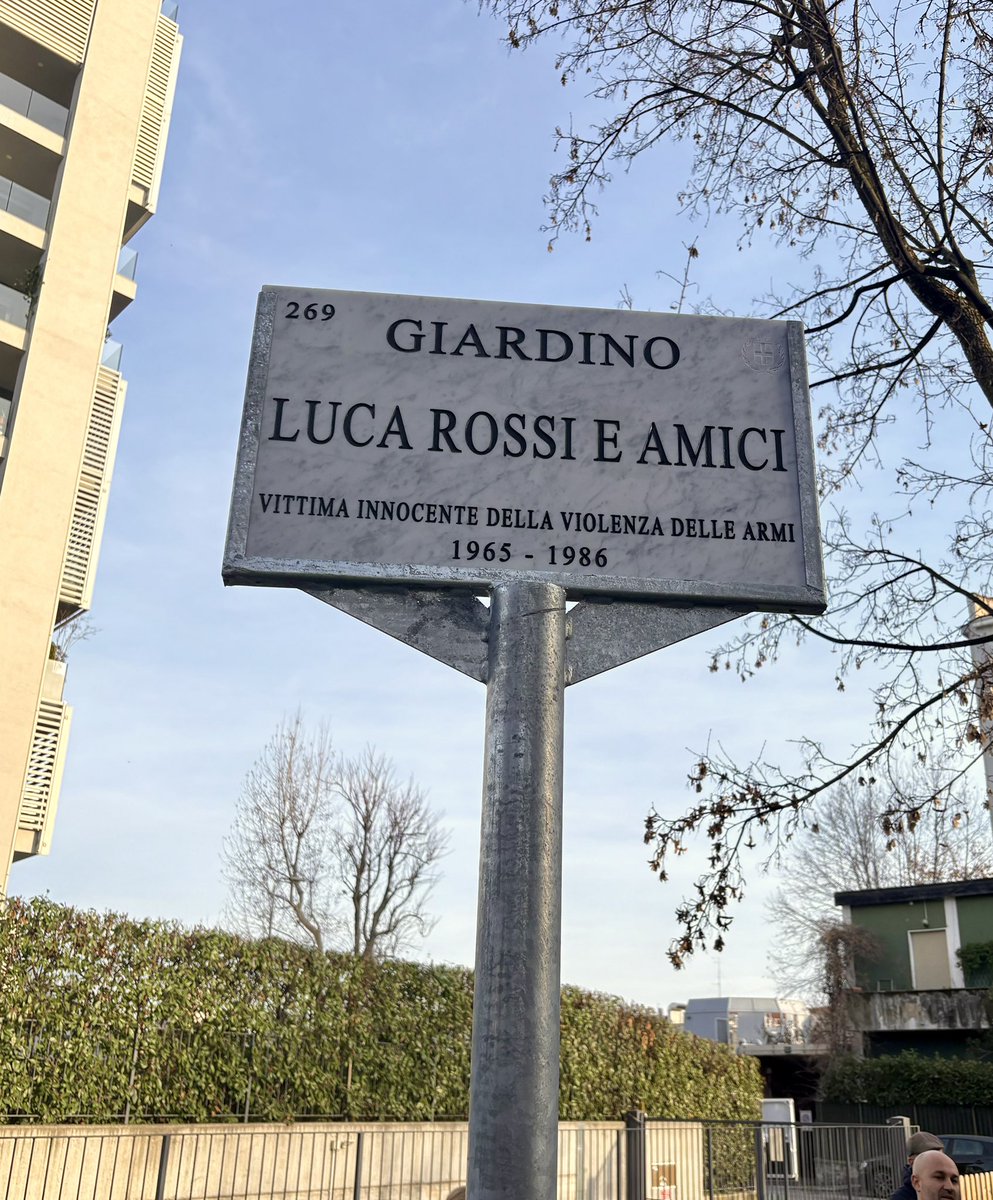 269
GIARDINO
LUCA ROSSI E AMICI
VITTIMA INNOCENTE DELLA VIOLENZA DELLE ARMI
1965 - 1986